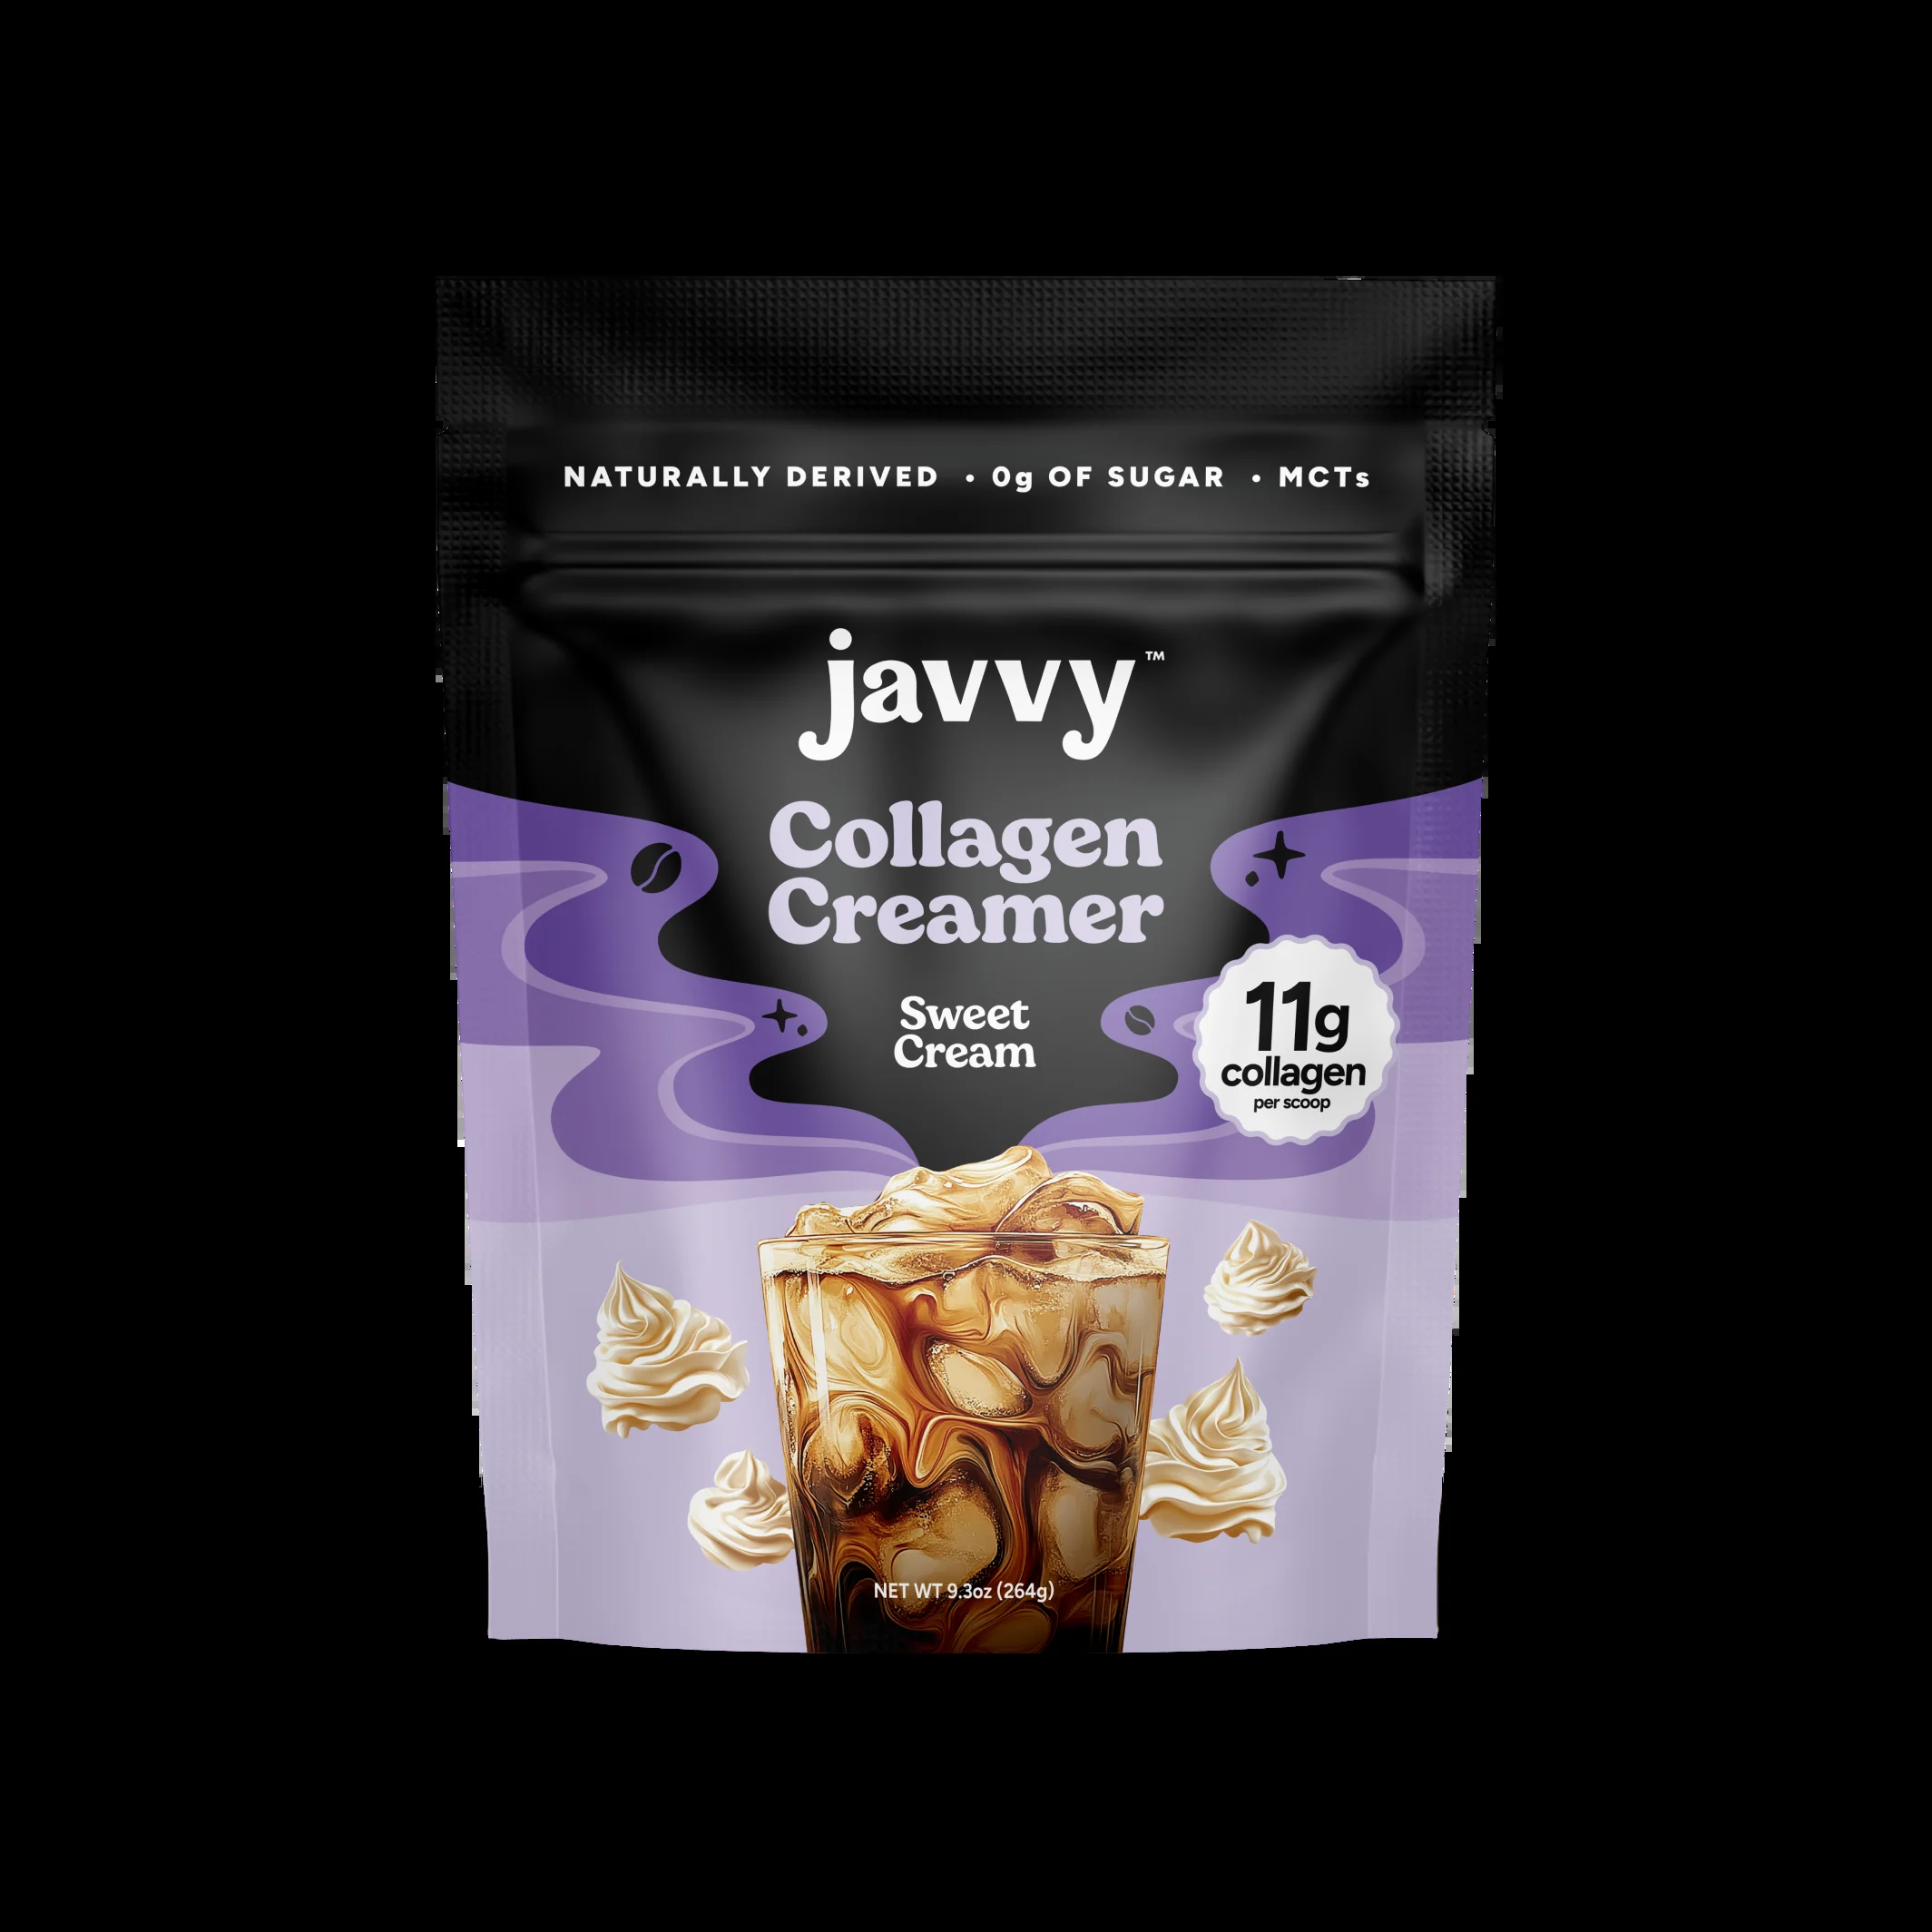 NATURALLY DERIVED • 0g OF SUGAR • MCTs
javvy™
Collagen
Creamer
Sweet
Cream
11g
collagen
per scoop
NET WT 9.3oz (264g)